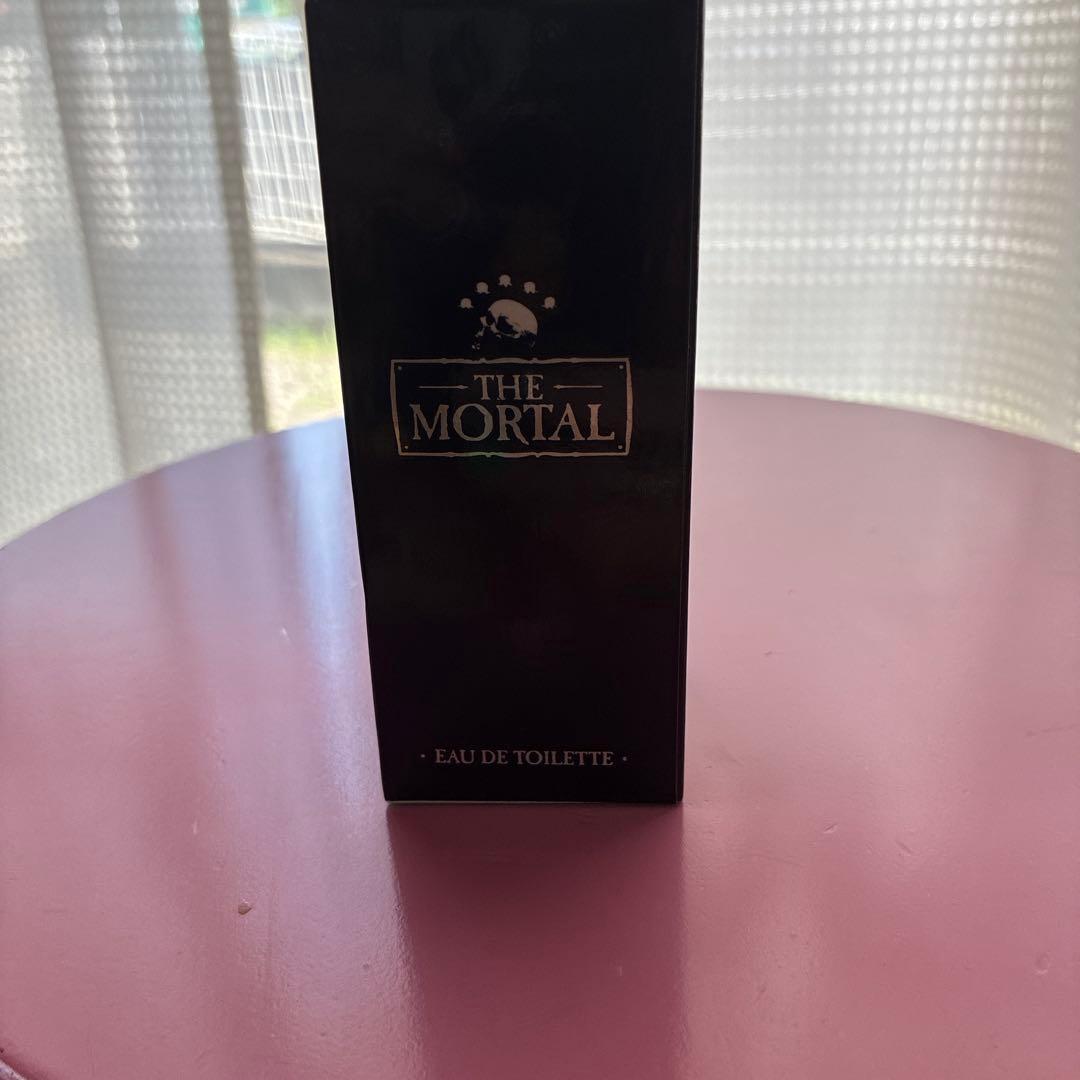 THE
MORTAL
· EAU DE TOILETTE ·